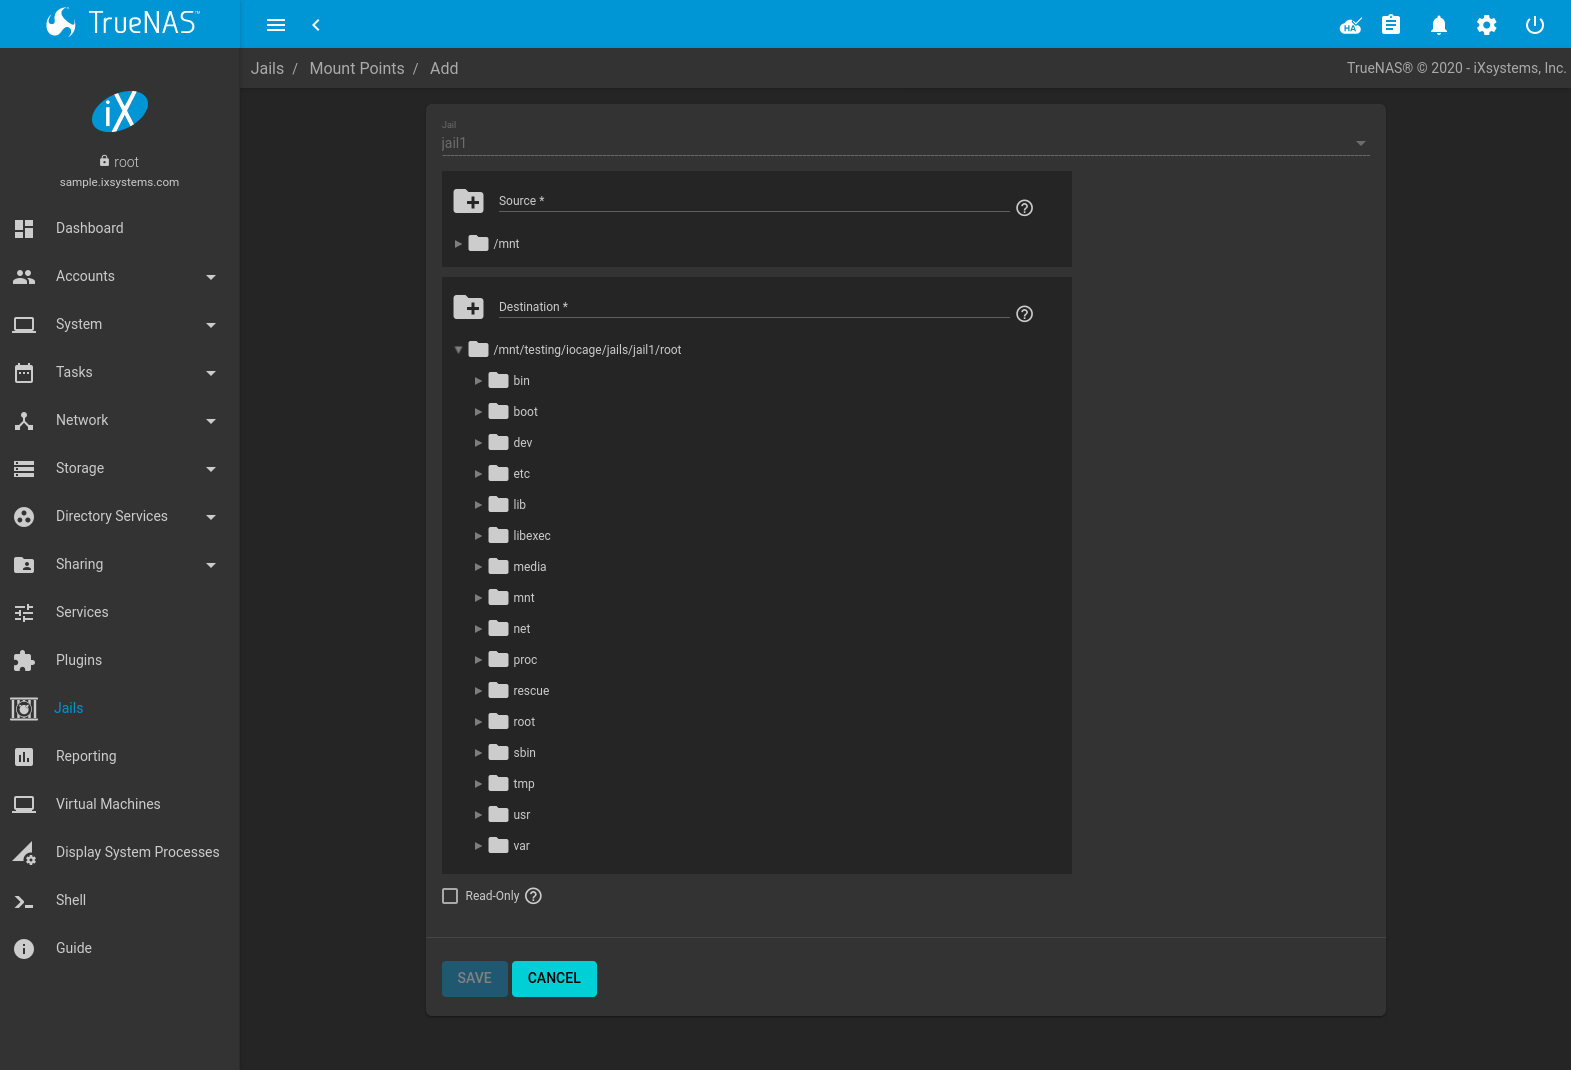 TrueNAS™
HA
Jails / Mount Points / Add
TrueNAS® © 2020 - iXsystems, Inc.
iX
root
sample.ixsystems.com
Dashboard
Accounts
System
Tasks
Network
Storage
Directory Services
Sharing
Services
Plugins
Jails
Reporting
Virtual Machines
Display System Processes
Shell
Guide
Jail
jail1
Source *
/mnt
Destination *
/mnt/testing/iocage/jails/jail1/root
bin
boot
dev
etc
lib
libexec
media
mnt
net
proc
rescue
root
sbin
tmp
usr
var
Read-Only
SAVE CANCEL